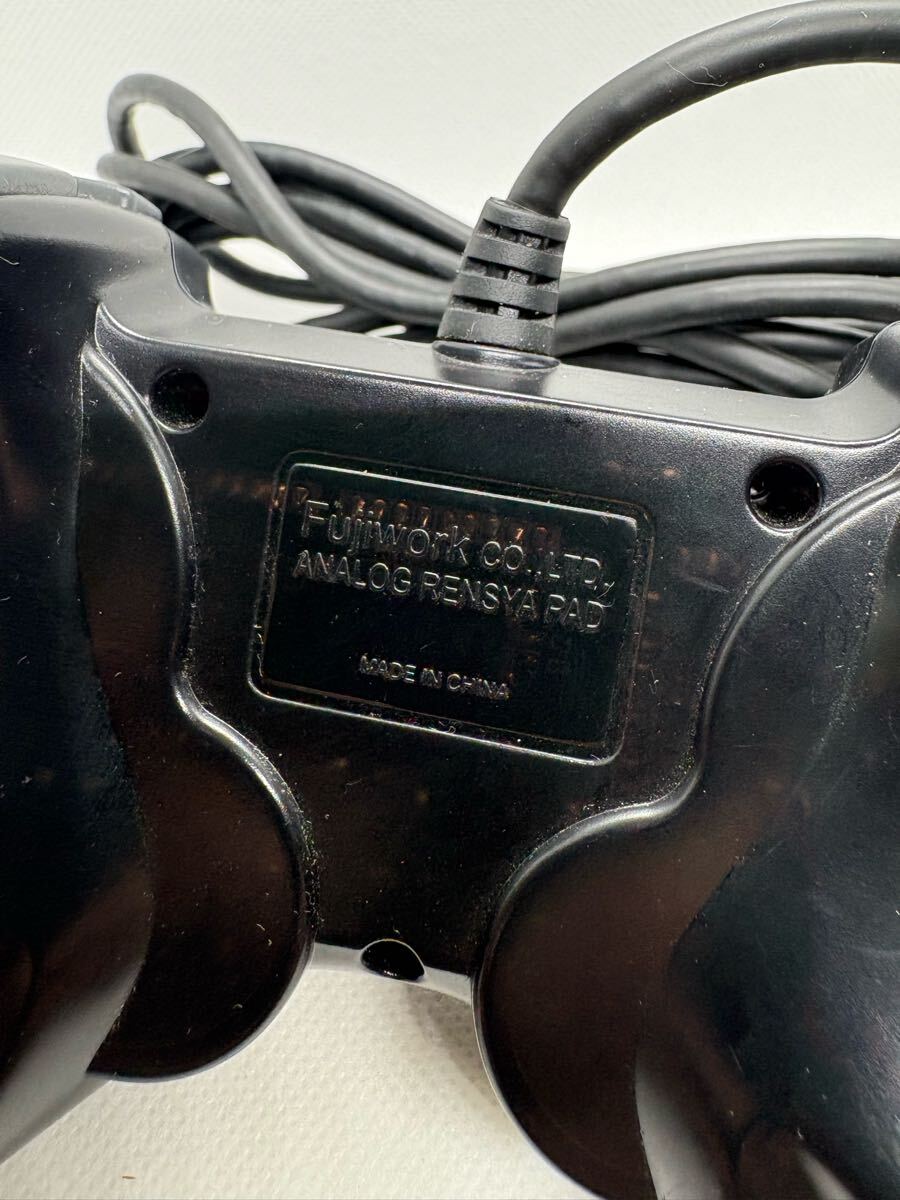 Fujiwork CO.,LTD.
ANALOG RENSYA PAD
MADE IN CHINA